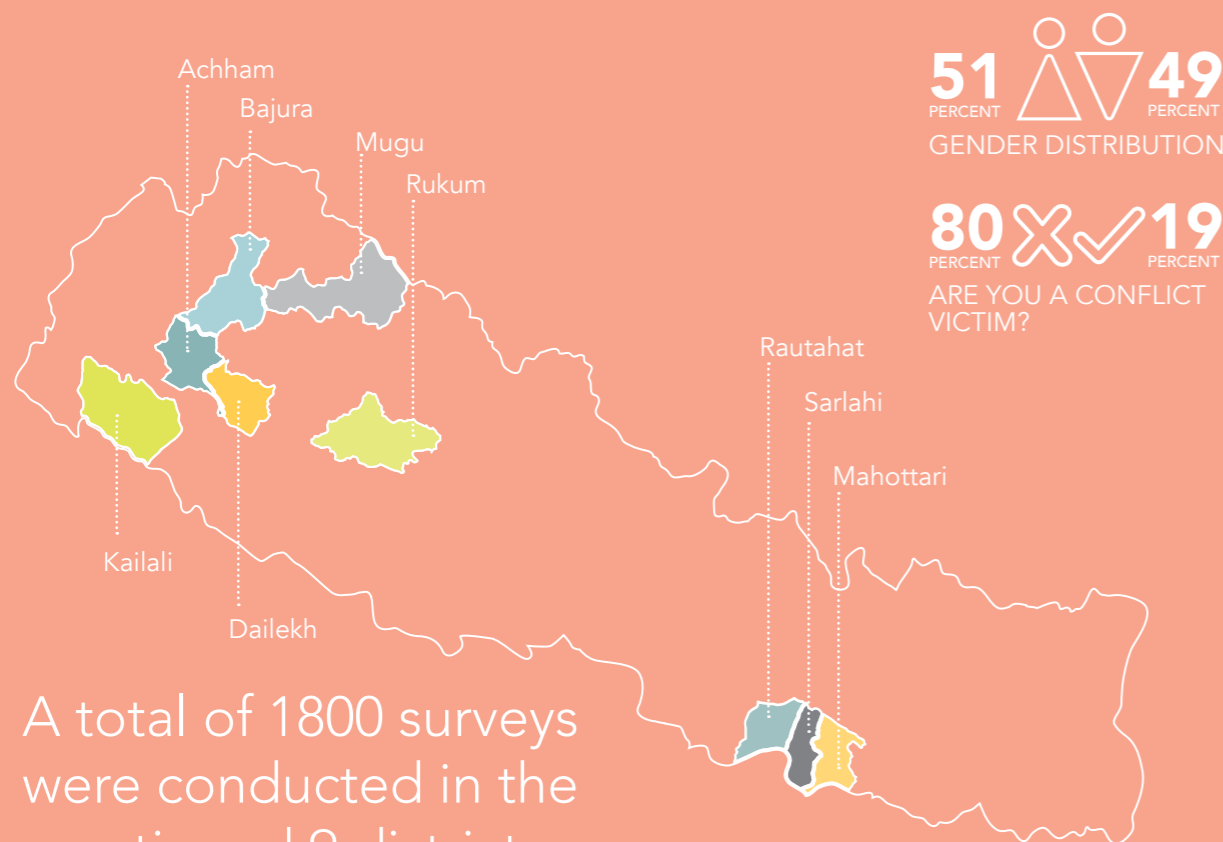 Achham
Bajura
Mugu
Rukum
51 PERCENT
49 PERCENT
GENDER DISTRIBUTION
80 PERCENT
19 PERCENT
ARE YOU A CONFLICT
VICTIM?
Rautahat
Sarlahi
Mahottari
Kailali
Dailekh
A total of 1800 surveys
were conducted in the